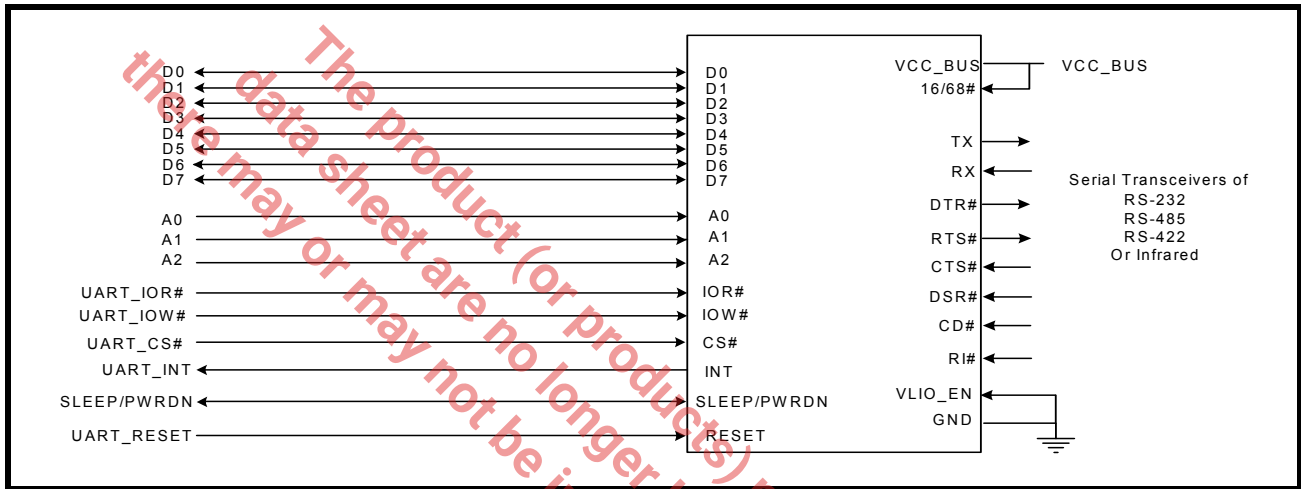 D0
D1
D2
D3
D4
D5
D6
D7
A0
A1
A2
UART_IOR#
UART_IOW#
UART_CS#
UART_INT
SLEEP/PWRDN
UART_RESET
D0
D1
D2
D3
D4
D5
D6
D7
A0
A1
A2
IOR#
IOW#
CS#
INT
SLEEP/PWRDN
RESET
VCC_BUS
16/68#
TX
RX
DTR#
RTS#
CTS#
DSR#
CD#
RI#
VLIO_EN
GND
VCC_BUS
Serial Transceivers of
RS-232
RS-485
RS-422
Or Infrared
The product (or products)
data sheet are no longer
there may or may not be